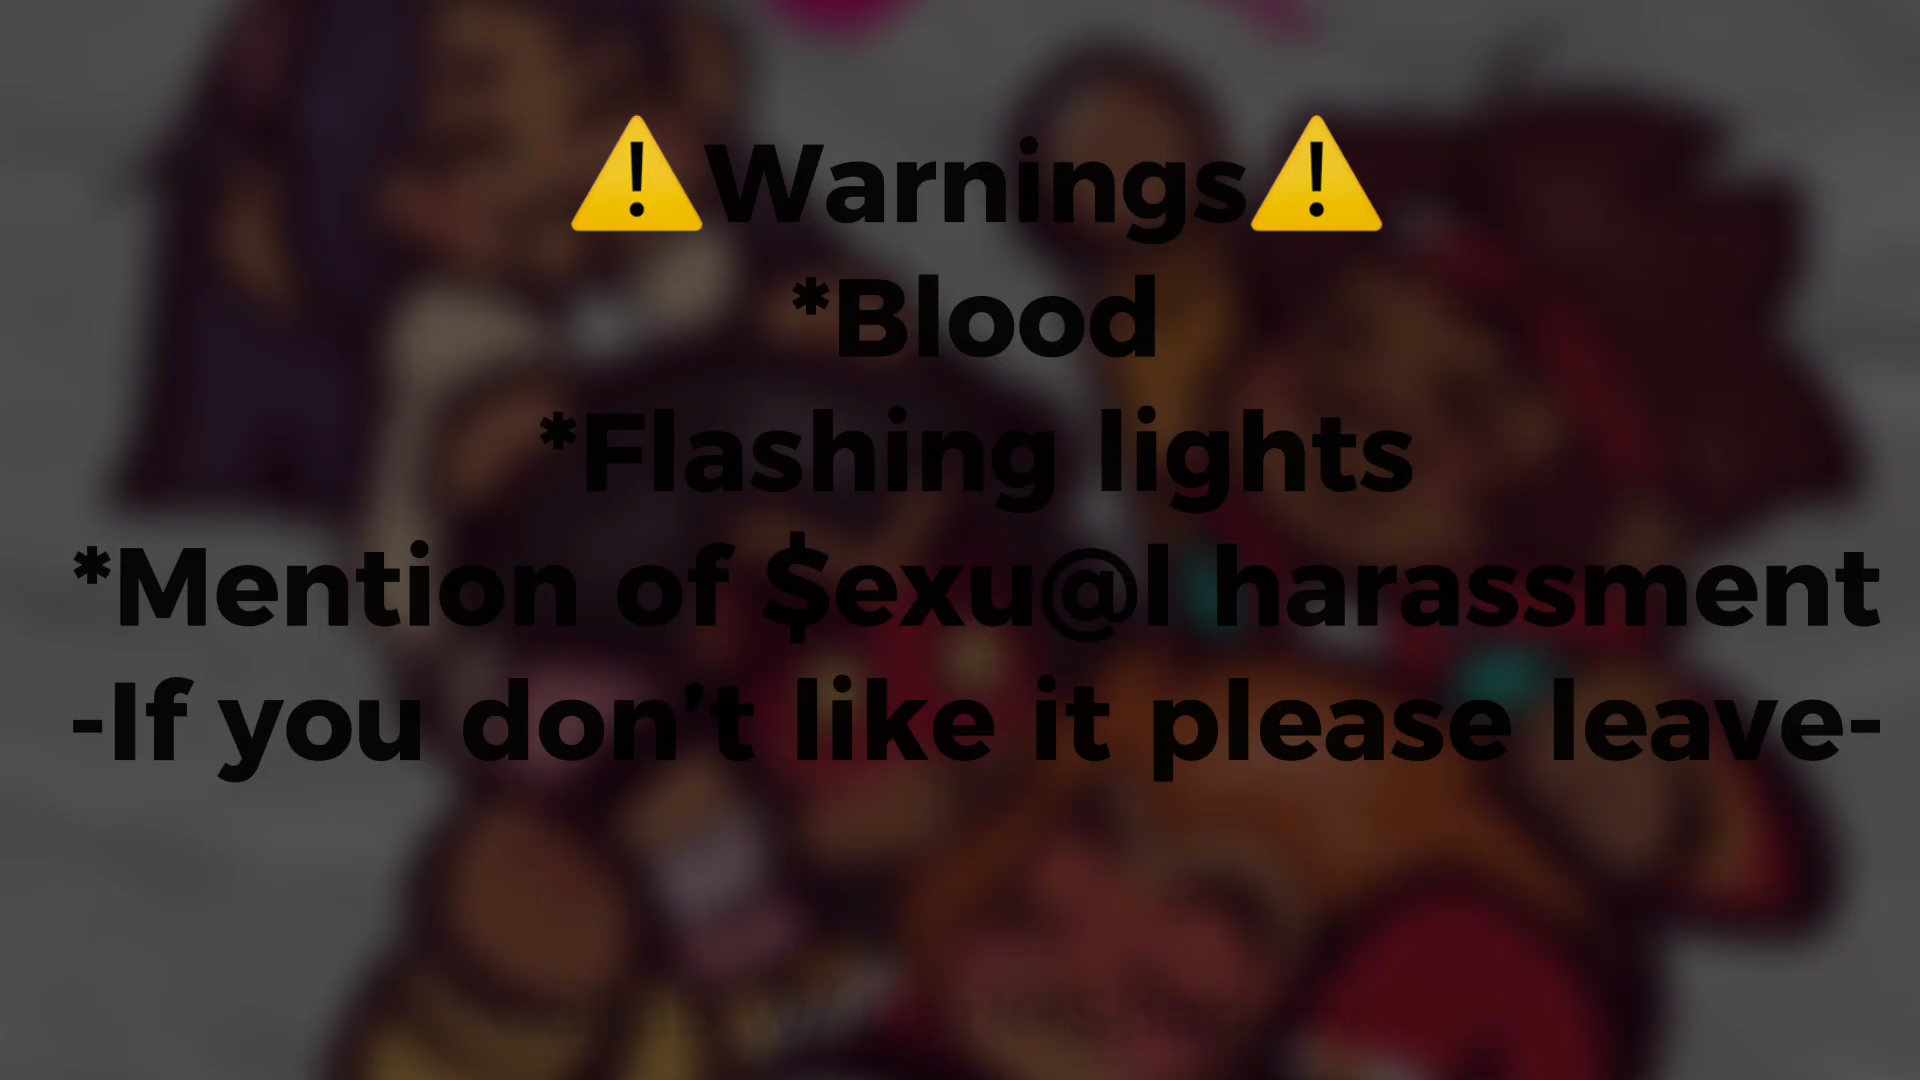 ⚠️Warnings⚠️
*Blood
*Flashing lights
*Mention of $exu@l harassment
-If you don’t like it please leave-